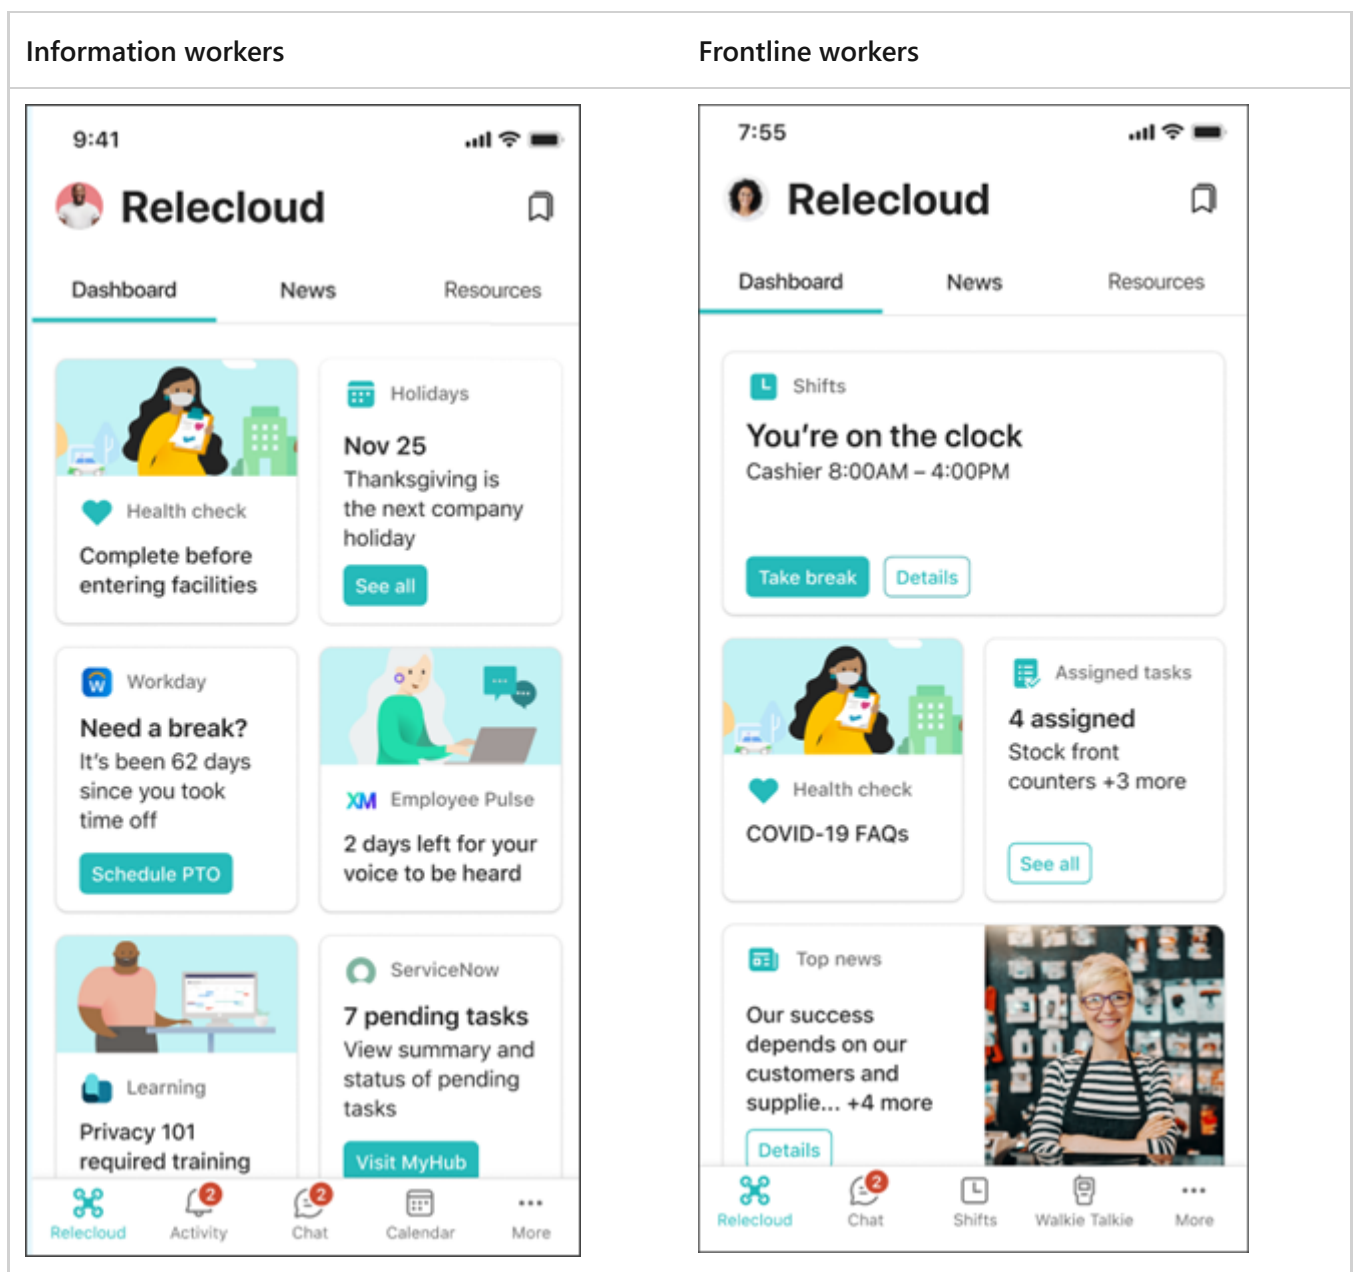 Information workers
Frontline workers
9:41
Relecloud
Dashboard
News
Resources
Health check
Complete before
entering facilities
Holidays
Nov 25
Thanksgiving is
the next company
holiday
See all
Workday
Need a break?
It's been 62 days
since you took
time off
Schedule PTO
XM Employee Pulse
2 days left for your
voice to be heard
Learning
Privacy 101
required training
ServiceNow
7 pending tasks
View summary and
status of pending
tasks
Visit MyHub
2
2
Relecloud
Activity
Chat
Calendar
More
7:55
Relecloud
Dashboard
News
Resources
Shifts
You're on the clock
Cashier 8:00AM – 4:00PM
Take break
Details
Health check
COVID-19 FAQs
Assigned tasks
4 assigned
Stock front
counters +3 more
See all
Top news
Our success
depends on our
customers and
supplie... +4 more
Details
2
Relecloud
Chat
Shifts
Walkie Talkie
More